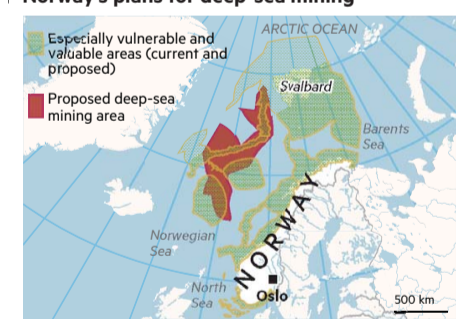 Norway's plans for deep-sea mining
Especially vulnerable and
valuable areas (current and
proposed)
Proposed deep-sea
mining area
ARCTIC OCEAN
Svalbard
Barents
Sea
Norwegian
Sea
NORWAY
North
Sea
Oslo
500 km